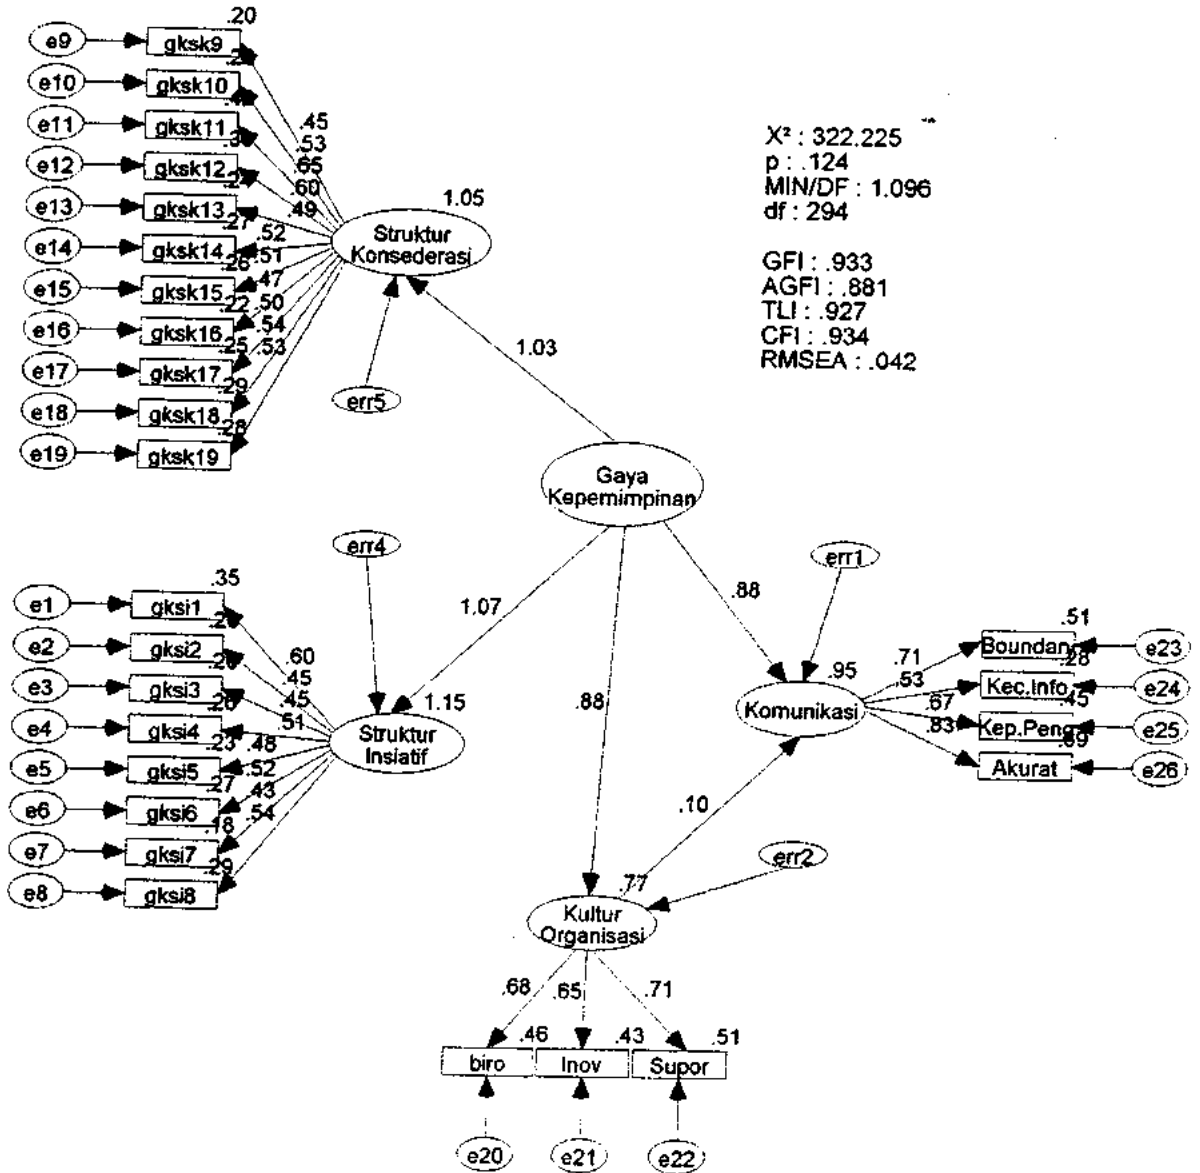 .20
e9 gksk9
e10 gksk10
e11 gksk11
e12 gksk12
e13 gksk13
.27
e14 gksk14
.26
e15 gksk15
.22
e16 gksk16
.25
e17 gksk17
.29
e18 gksk18
.28
e19 gksk19
.45
.53
.65
.60
.49
.52
.51
.47
.50
.54
.53
1.05
Struktur
Konsederasi
err5
1.03
X² : 322.225
p : .124
MIN/DF : 1.096
df : 294
GFI : .933
AGFI : .881
TLI : .927
CFI : .934
RMSEA : .042
Gaya
Kepemimpinan
err4
1.07
.88
.88
err1
.35
e1 gksi1
e2 gksi2
.20
e3 gksi3
.26
e4 gksi4
.23
e5 gksi5
.27
e6 gksi6
.18
e7 gksi7
.29
e8 gksi8
.60
.45
.45
.51
.48
.52
.43
.54
1.15
Struktur
Insiatif
.95
Komunikasi
.71
.53
.67
.83
.51
Boundan e23
.28
Kec.Info e24
.45
Kep.Peng e25
.69
Akurat e26
.10
err2
.77
Kultur
Organisasi
.68 .65 .71
.46 .43 .51
biro Inov Supor
e20 e21 e22